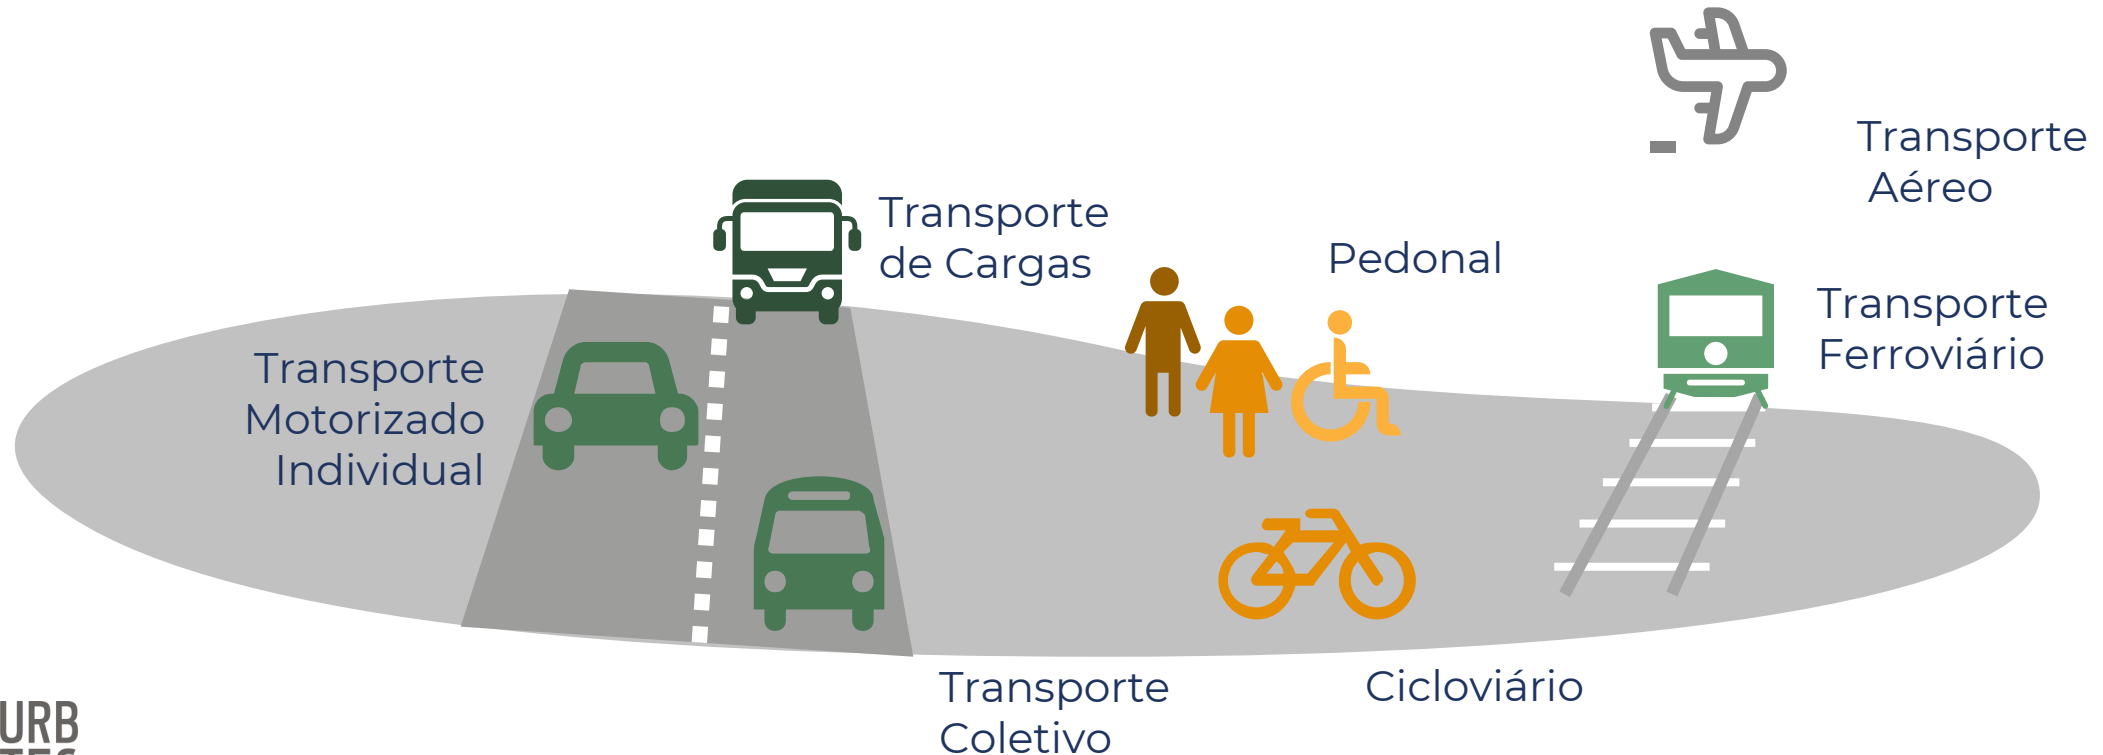 Transporte
Aéreo
Transporte
de Cargas
Pedonal
Transporte
Ferroviário
Transporte
Motorizado
Individual
Transporte
Coletivo
Cicloviário
URB